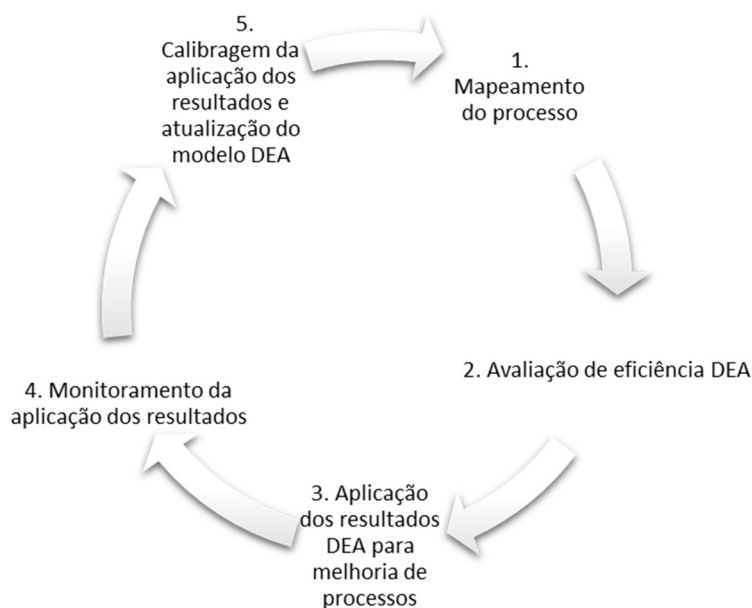 1.
Mapeamento
do processo
2. Avaliação de eficiência DEA
3. Aplicação
dos resultados
DEA para
melhoria de
processos
4. Monitoramento da
aplicação dos resultados
5.
Calibragem da
aplicação dos
resultados e
atualização do
modelo DEA